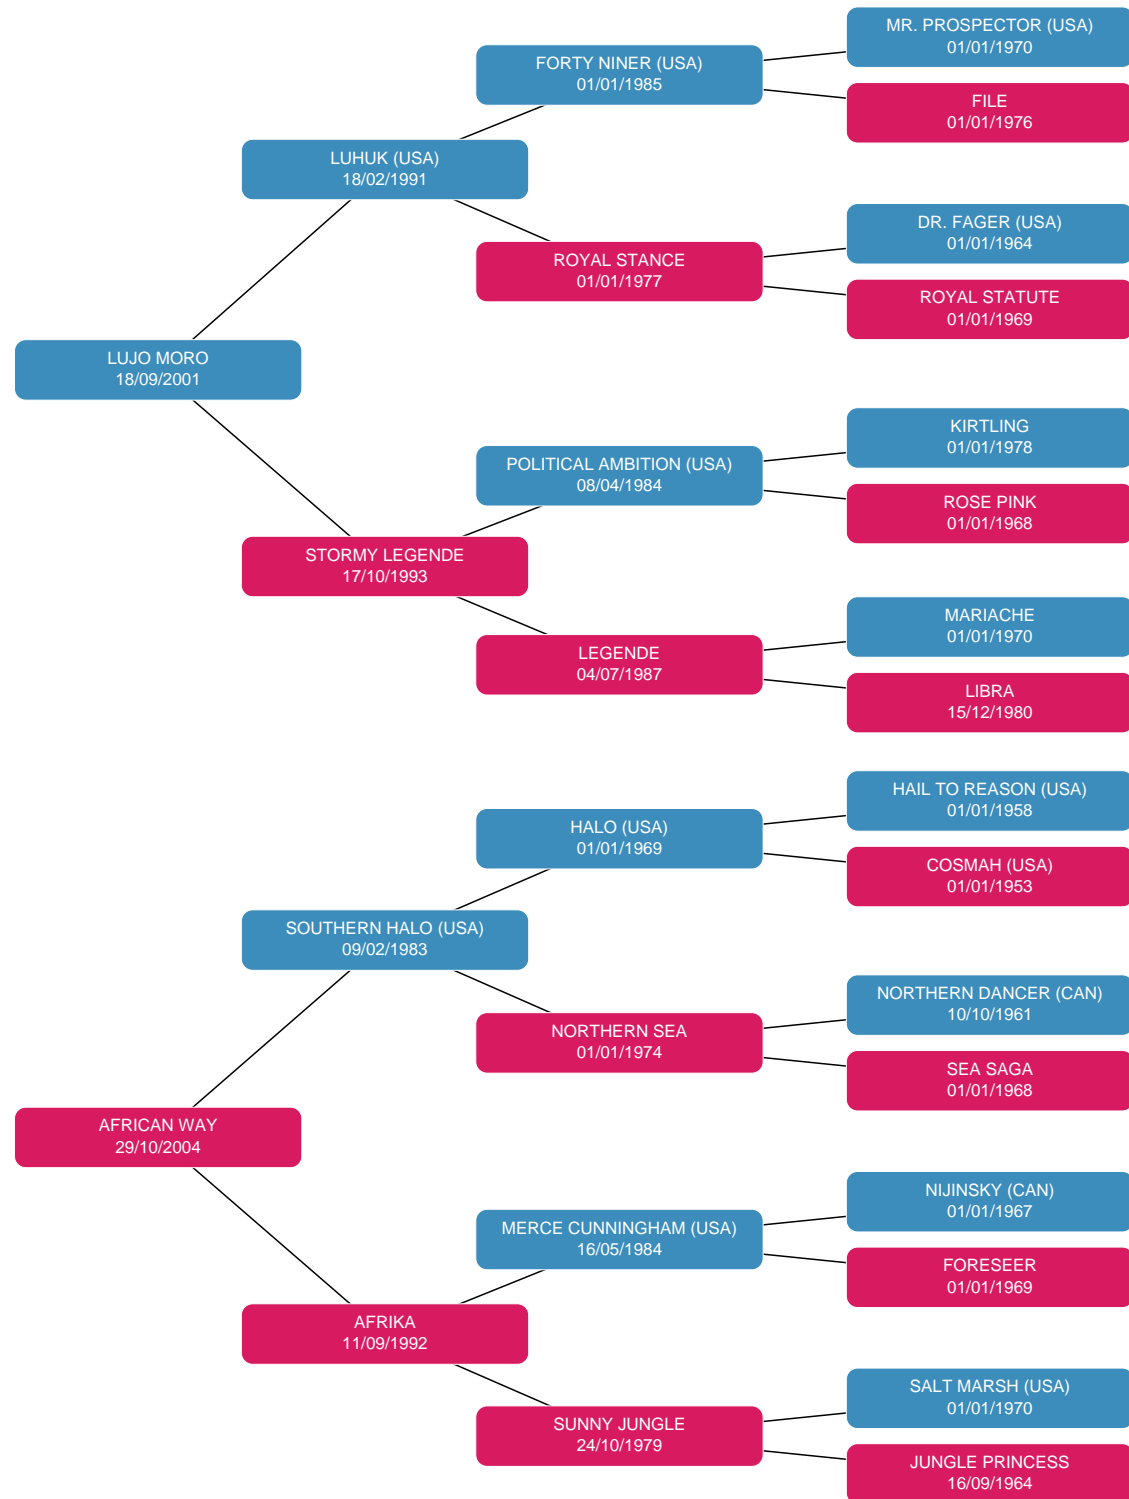 MR. PROSPECTOR (USA)
01/01/1970
FORTY NINER (USA)
01/01/1985
FILE
01/01/1976
LUHUK (USA)
18/02/1991
DR. FAGER (USA)
01/01/1964
ROYAL STANCE
01/01/1977
ROYAL STATUTE
01/01/1969
LUJO MORO
18/09/2001
KIRTLING
01/01/1978
POLITICAL AMBITION (USA)
08/04/1984
ROSE PINK
01/01/1968
STORMY LEGENDE
17/10/1993
MARIACHE
01/01/1970
LEGENDE
04/07/1987
LIBRA
15/12/1980
HAIL TO REASON (USA)
01/01/1958
HALO (USA)
01/01/1969
COSMAH (USA)
01/01/1953
SOUTHERN HALO (USA)
09/02/1983
NORTHERN DANCER (CAN)
10/10/1961
NORTHERN SEA
01/01/1974
SEA SAGA
01/01/1968
AFRICAN WAY
29/10/2004
NIJINSKY (CAN)
01/01/1967
MERCE CUNNINGHAM (USA)
16/05/1984
FORESEER
01/01/1969
AFRIKA
11/09/1992
SALT MARSH (USA)
01/01/1970
SUNNY JUNGLE
24/10/1979
JUNGLE PRINCESS
16/09/1964